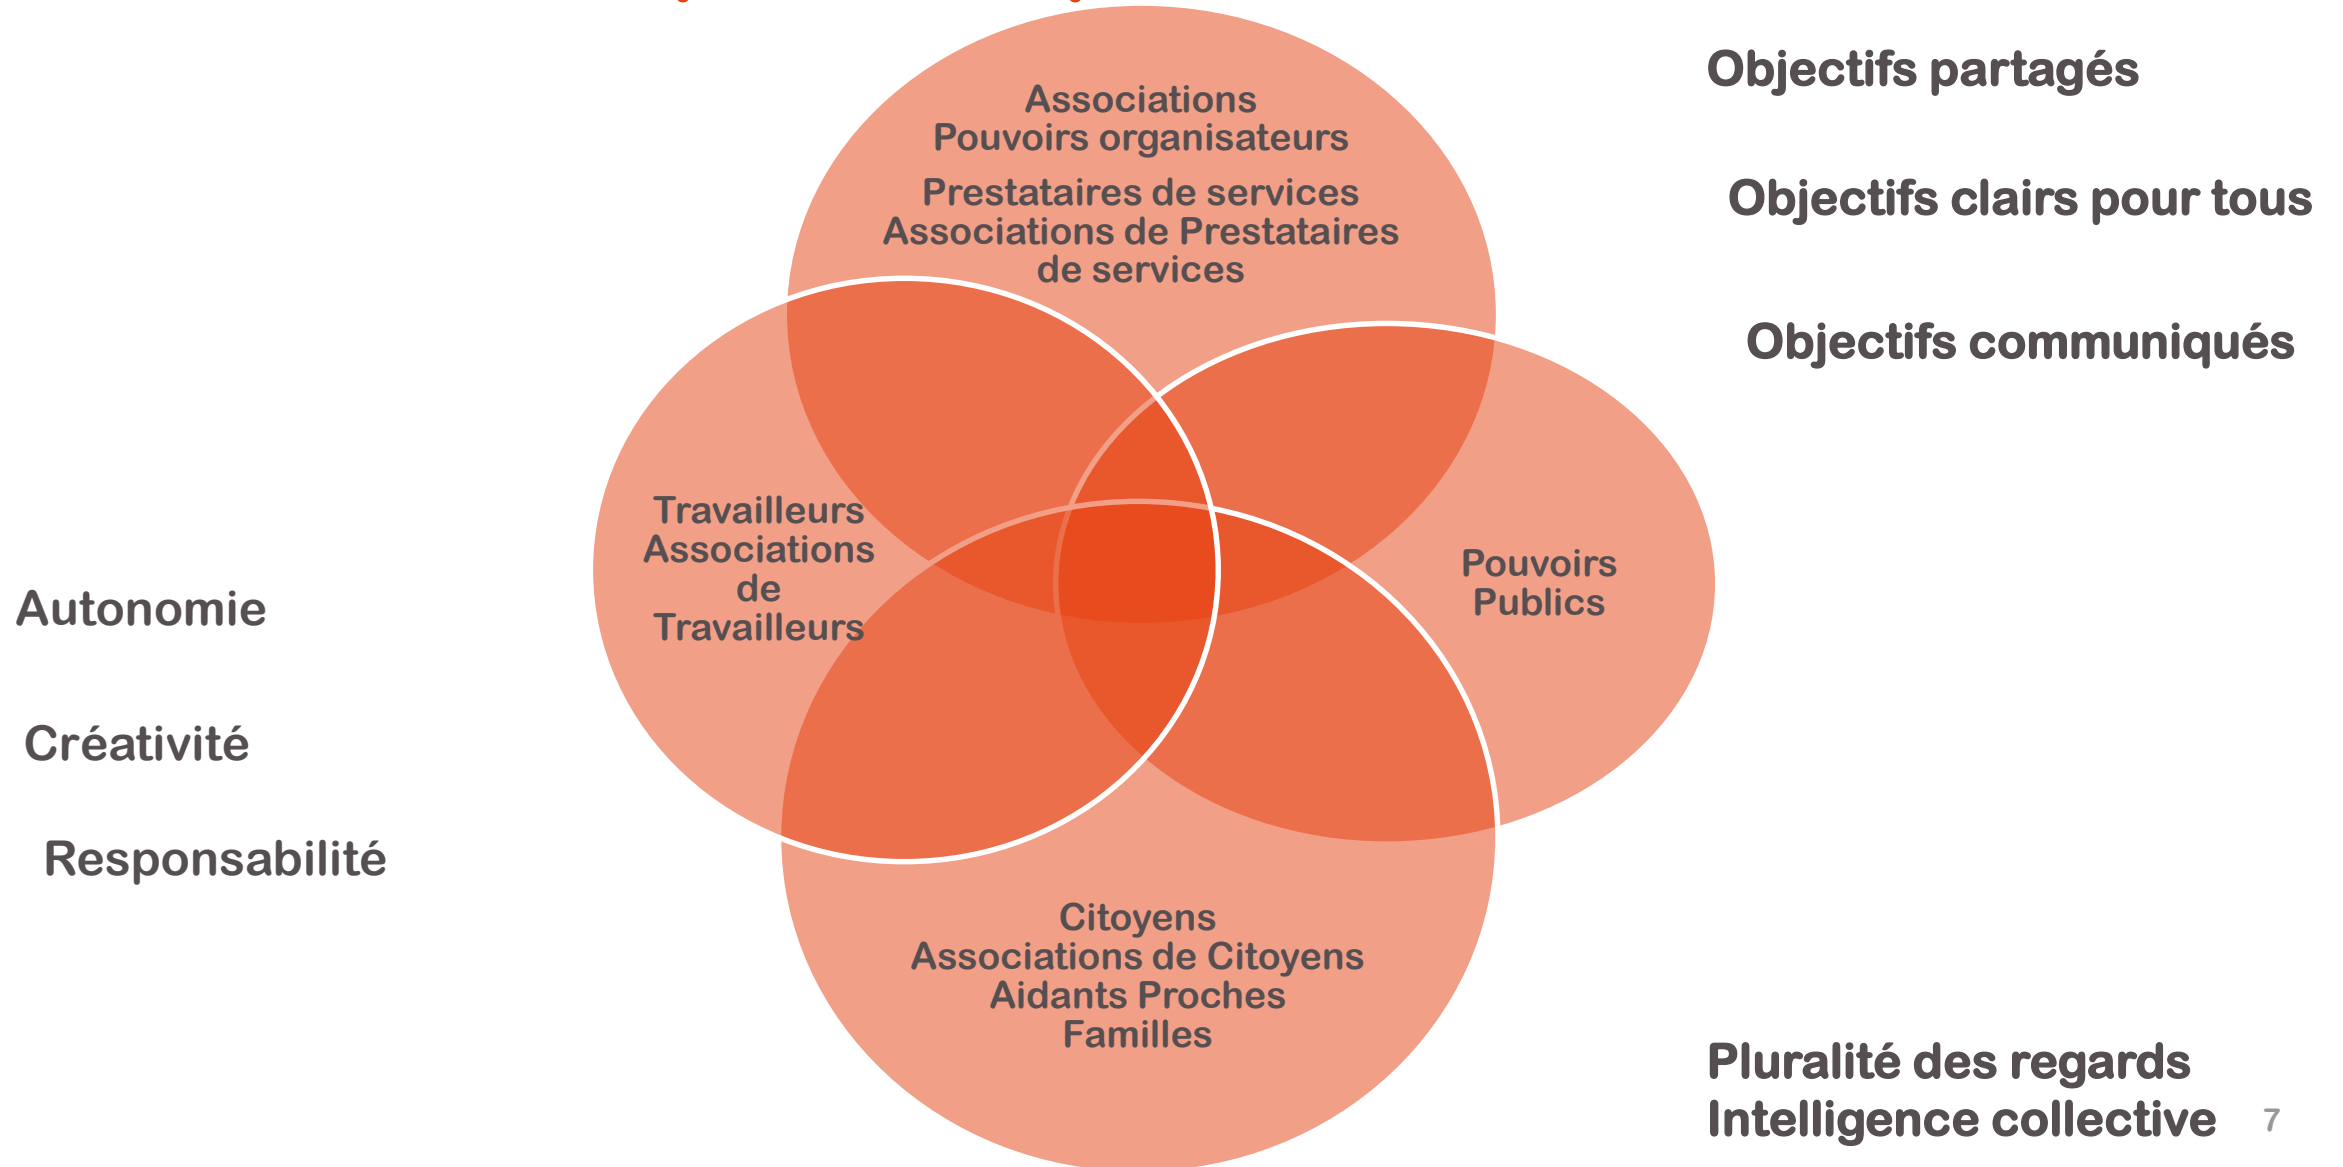 Associations
Pouvoirs organisateurs
Prestataires de services
Associations de Prestataires
de services
Objectifs partagés
Objectifs clairs pour tous
Objectifs communiqués
Travailleurs
Associations
de
Travailleurs
Pouvoirs
Publics
Autonomie
Créativité
Responsabilité
Citoyens
Associations de Citoyens
Aidants Proches
Familles
Pluralité des regards
Intelligence collective
7